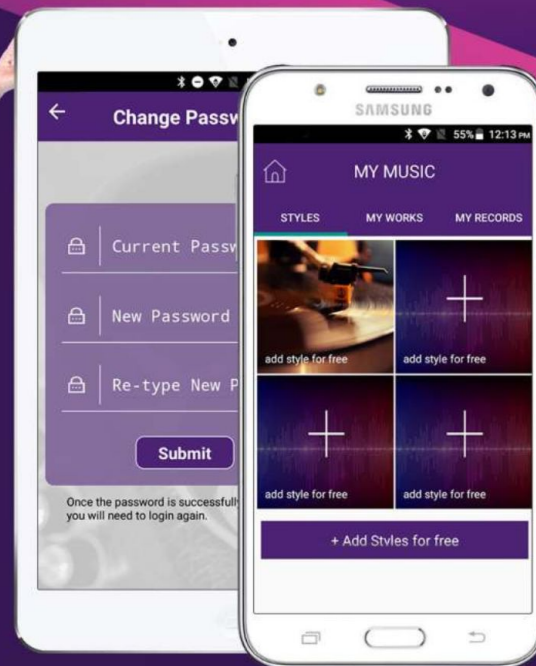 Change Passw
Current Passw
New Password
Re-type New P
Submit
Once the password is successfull
you will need to login again.
SAMSUNG
55% 12:13 PM
MY MUSIC
STYLES MY WORKS MY RECORDS
add style for free add style for free
add style for free add style for free
+ Add Styles for free